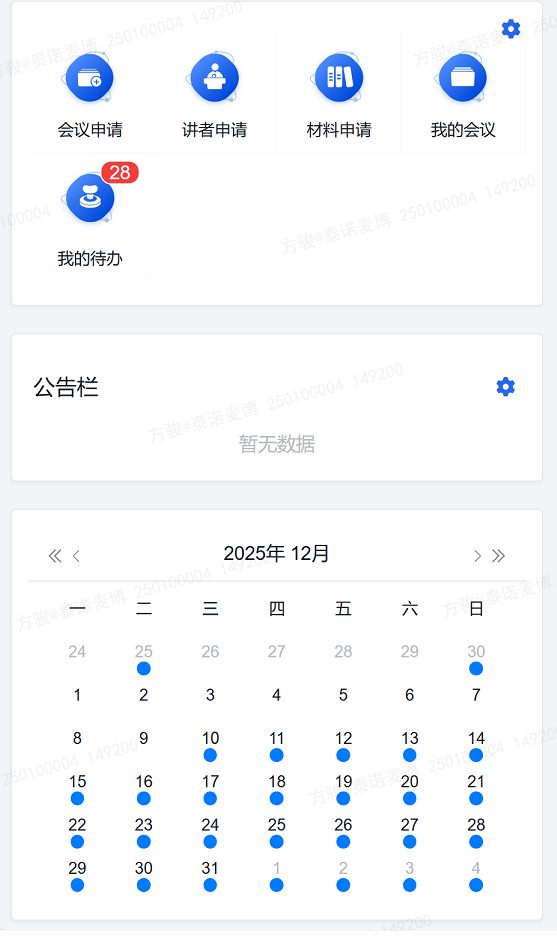 会议申请 讲者申请 材料申请 我的会议
28
我的待办
公告栏
暂无数据
2025年 12月
一 二 三 四 五 六 日
24 25 26 27 28 29 30
1 2 3 4 5 6 7
8 9 10 11 12 13 14
15 16 17 18 19 20 21
22 23 24 25 26 27 28
29 30 31 1 2 3 4
方骏@泰诺麦博 250100004 149200